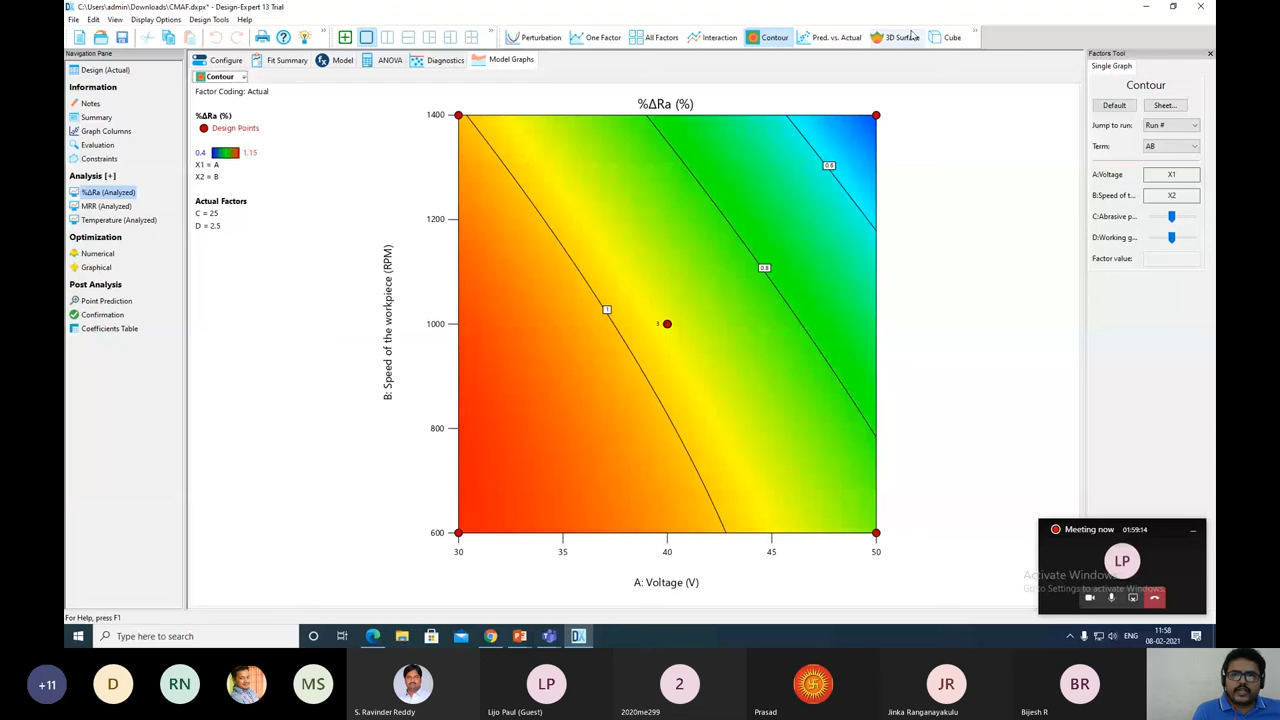 C:\Users\admin\Downloads\CMAF.dxpx* - Design-Expert 13 Trial
File Edit View Display Options Design Tools Help
Perturbation One Factor All Factors Interaction Contour Pred. vs. Actual 3D Surface Cube
Navigation Pane
Design (Actual)
Information
Notes
Summary
Graph Columns
Evaluation
Constraints
Analysis [+]
%ΔRa (Analyzed)
MRR (Analyzed)
Temperature (Analyzed)
Optimization
Numerical
Graphical
Post Analysis
Point Prediction
Confirmation
Coefficients Table
Configure Fit Summary Model ANOVA Diagnostics Model Graphs
Contour
Factor Coding: Actual
%ΔRa (%)
Design Points
0.4 1.15
X1 = A
X2 = B
Actual Factors
C = 25
D = 2.5
%ΔRa (%)
1400
1200
1000
800
600
B: Speed of the workpiece (RPM)
0.6
0.8
1
3
30 35 40 45 50
A: Voltage (V)
Factors Tool
Single Graph
Contour
Default Sheet...
Jump to run: Run #
Term: AB
A:Voltage X1
B:Speed of t... X2
C:Abrasive p...
D:Working g...
Factor value:
Meeting now 01:59:14
LP
Activate Windows
Go to Settings to activate Windows.
For Help, press F1
Type here to search
ENG
11:58
08-02-2021
+11
D
RN
MS
S. Ravinder Reddy
LP
Lijo Paul (Guest)
2
2020me299
Prasad
JR
Jinka Ranganayakulu
BR
Bijesh R